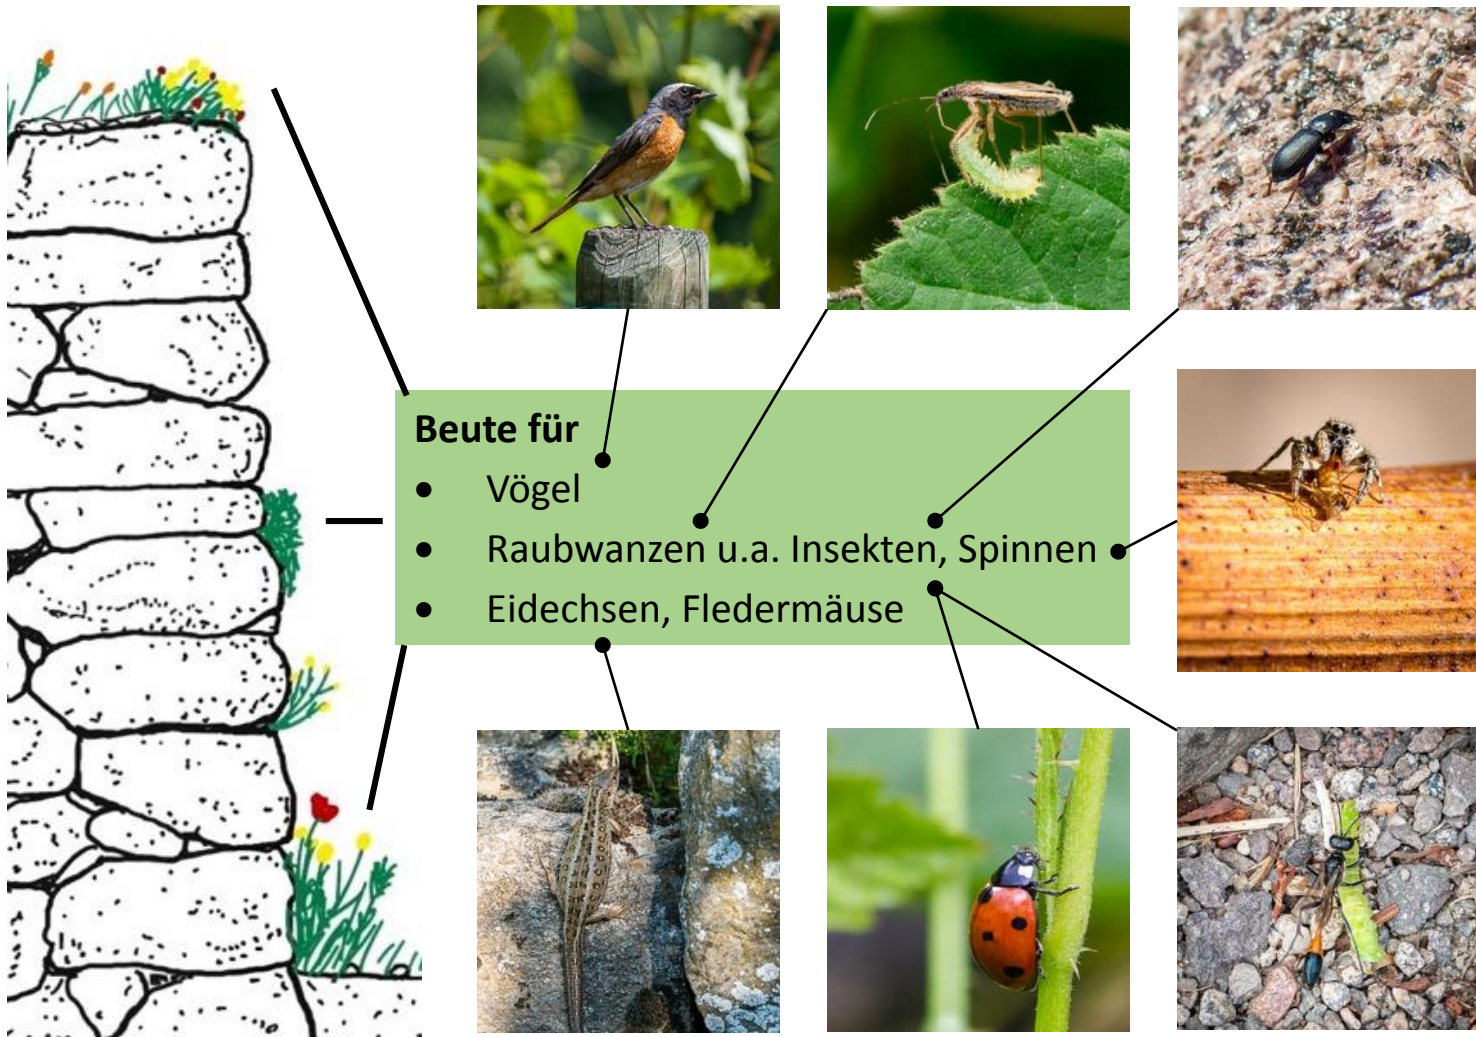 Beute für
• Vögel
• Raubwanzen u.a. Insekten, Spinnen
• Eidechsen, Fledermäuse